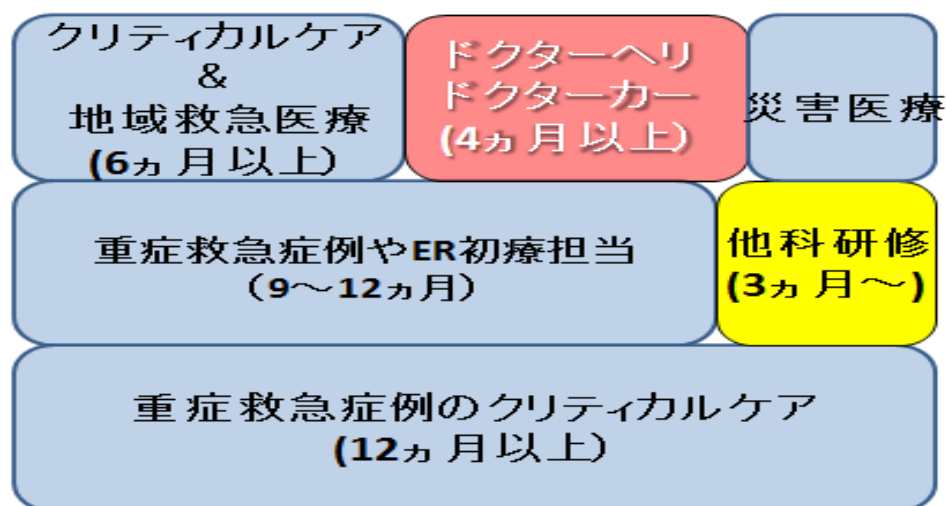 クリティカルケア
&
地域救急医療
(6ヵ月以上)
ドクターヘリ
ドクターカー
(4ヵ月以上)
災害医療
重症救急症例やER初療担当
（9～12ヵ月）
他科研修
(3ヵ月～)
重症救急症例のクリティカルケア
(12ヵ月以上)